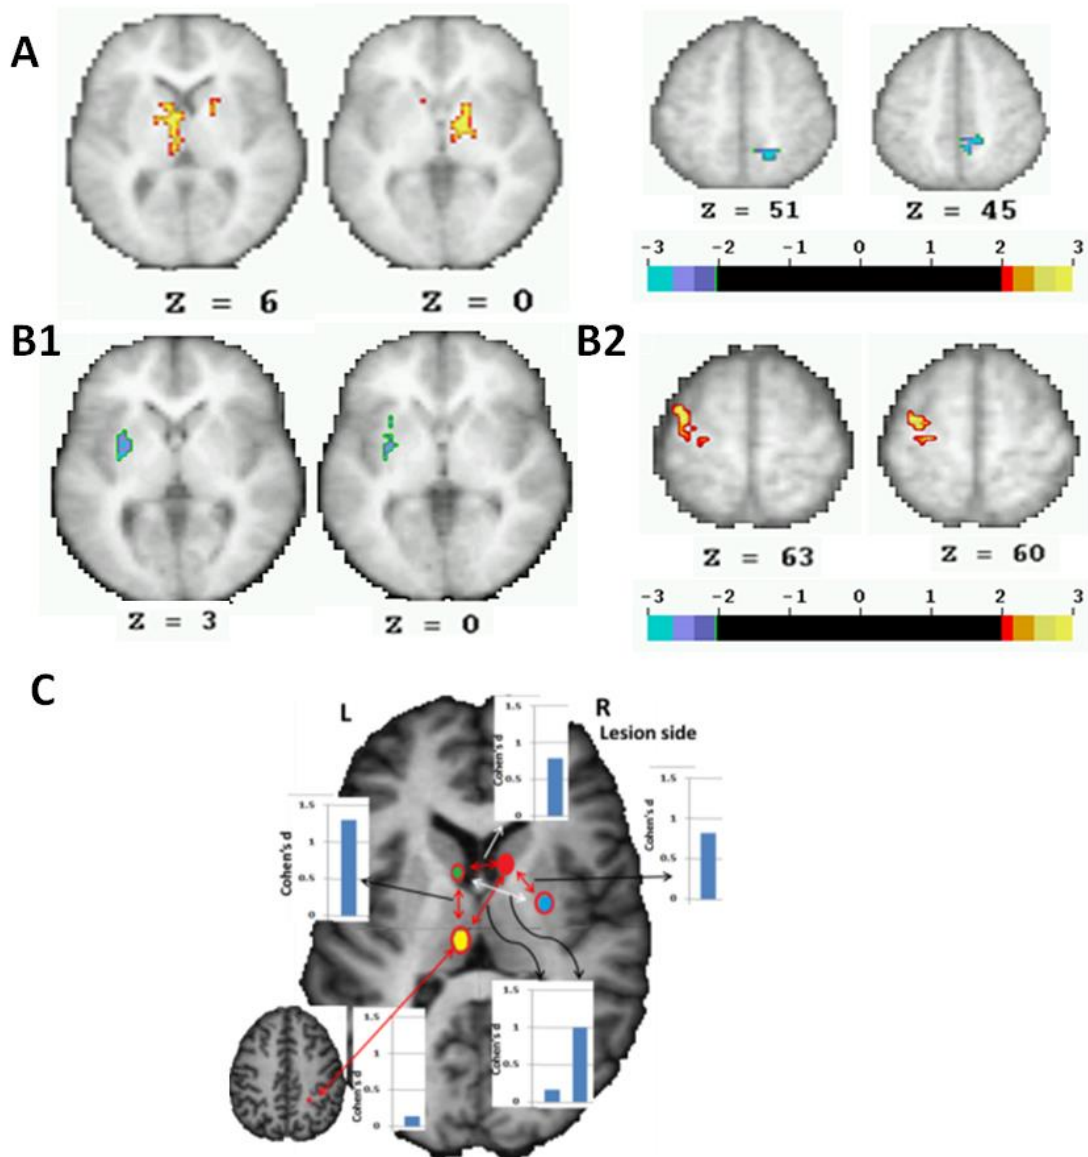 A
Z = 6
Z = 0
Z = 51
Z = 45
-3 -2 -1 0 1 2 3
B1
B2
Z = 3
Z = 0
Z = 63
Z = 60
-3 -2 -1 0 1 2 3
C
L
R
Lesion side
1.5
1
0.5
0
Cohen's d
1.5
1
0.5
0
Cohen's d
1.5
1
0.5
0
Cohen's d
1.5
1
0.5
0
Cohen's d
1.5
1
0.5
0
Cohen's d